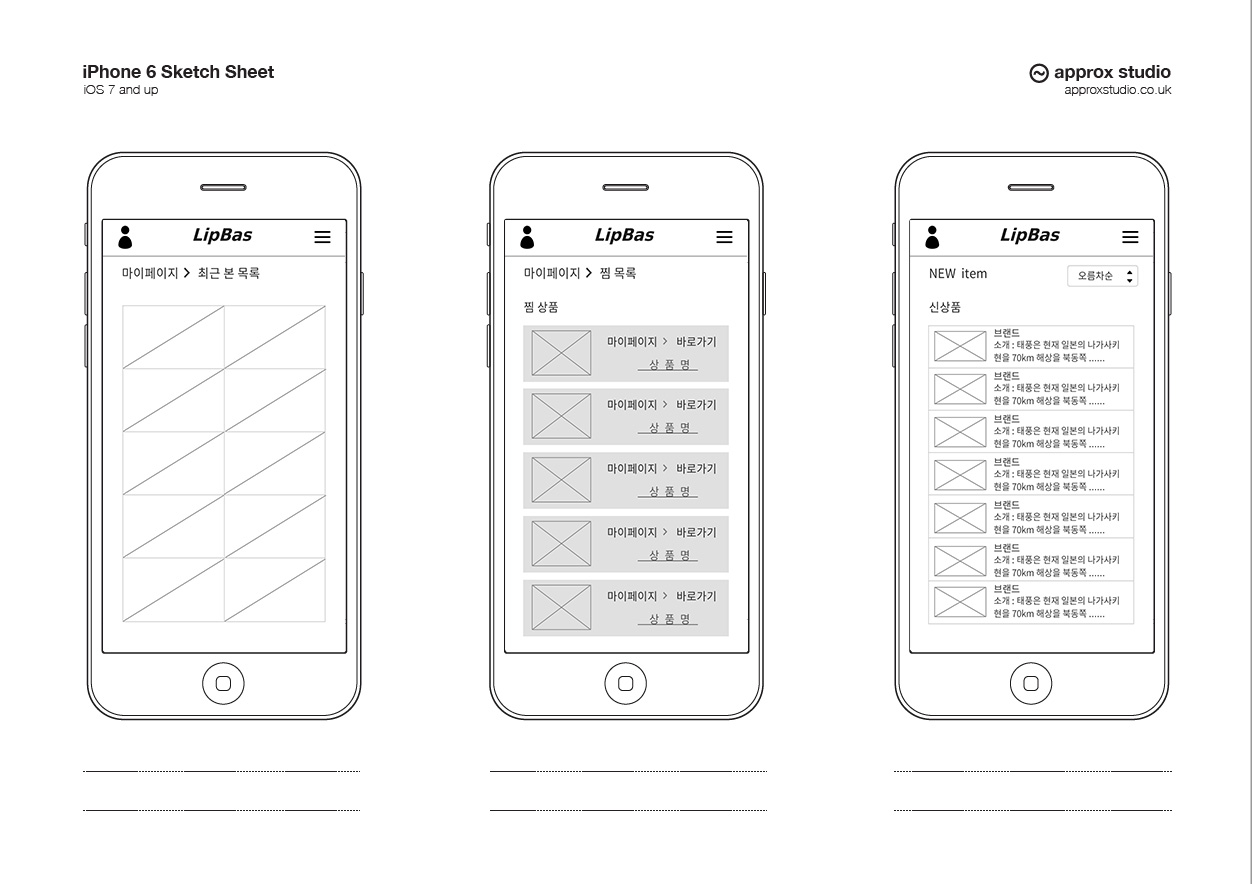 iPhone 6 Sketch Sheet
iOS 7 and up
approx studio
approxstudio.co.uk
LipBas
마이페이지 > 최근 본 목록
LipBas
마이페이지 > 찜 목록
찜 상품
마이페이지 > 바로가기
상 품 명
마이페이지 > 바로가기
상 품 명
마이페이지 > 바로가기
상 품 명
마이페이지 > 바로가기
상 품 명
마이페이지 > 바로가기
상 품 명
LipBas
NEW item
오름차순
신상품
브랜드
소개 : 태풍은 현재 일본의 나가사키
현을 70km 해상을 북동쪽 ......
브랜드
소개 : 태풍은 현재 일본의 나가사키
현을 70km 해상을 북동쪽 ......
브랜드
소개 : 태풍은 현재 일본의 나가사키
현을 70km 해상을 북동쪽 ......
브랜드
소개 : 태풍은 현재 일본의 나가사키
현을 70km 해상을 북동쪽 ......
브랜드
소개 : 태풍은 현재 일본의 나가사키
현을 70km 해상을 북동쪽 ......
브랜드
소개 : 태풍은 현재 일본의 나가사키
현을 70km 해상을 북동쪽 ......
브랜드
소개 : 태풍은 현재 일본의 나가사키
현을 70km 해상을 북동쪽 ......